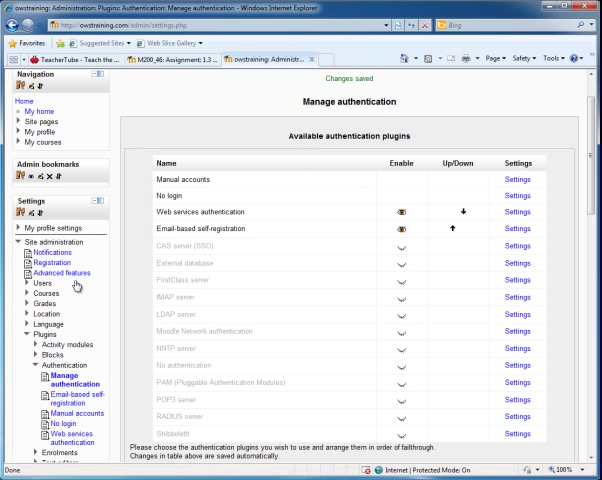 owstraining: Administration: Plugins: Authentication: Manage authentication - Windows Internet Explorer
http://owstraining.com/admin/settings.php
Bing
Favorites
Suggested Sites
Web Slice Gallery
TeacherTube - Teach the ...
M200_46: Assignment: 1.3 ...
owstraining: Administr...
Page
Safety
Tools
Navigation
Home
My home
Site pages
My profile
My courses
Admin bookmarks
Settings
My profile settings
Site administration
Notifications
Registration
Advanced features
Users
Courses
Grades
Location
Language
Plugins
Activity modules
Blocks
Authentication
Manage
authentication
Email-based self-
registration
Manual accounts
No login
Web services
authentication
Enrolments
Text editors
Changes saved
Manage authentication
Available authentication plugins
Name Enable Up/Down Settings
Manual accounts Settings
No login Settings
Web services authentication Settings
Email-based self-registration Settings
CAS server (SSO) Settings
External database Settings
FirstClass server Settings
IMAP server Settings
LDAP server Settings
Moodle Network authentication Settings
NNTP server Settings
No authentication Settings
PAM (Pluggable Authentication Modules) Settings
POP3 server Settings
RADIUS server Settings
Shibboleth Settings
Please choose the authentication plugins you wish to use and arrange them in order of failthrough.
Changes in table above are saved automatically.
Done
Internet | Protected Mode: On
100%